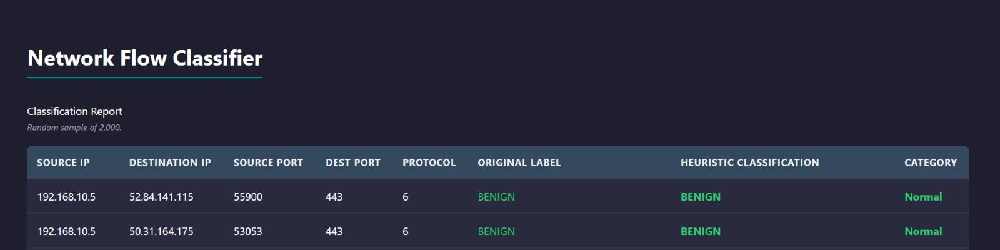 Network Flow Classifier
Classification Report
Random sample of 2,000.
SOURCE IP DESTINATION IP SOURCE PORT DEST PORT PROTOCOL ORIGINAL LABEL HEURISTIC CLASSIFICATION CATEGORY
192.168.10.5 52.84.141.115 55900 443 6 BENIGN BENIGN Normal
192.168.10.5 50.31.164.175 53053 443 6 BENIGN BENIGN Normal